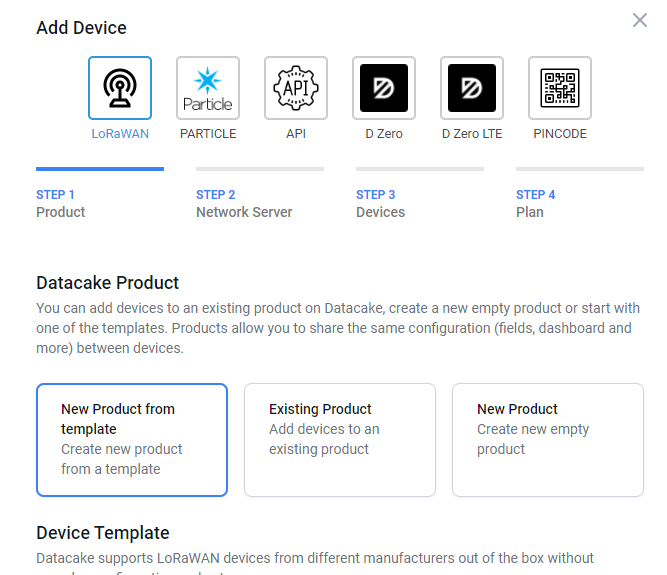 Add Device
API
Particle
LoRaWAN
PARTICLE
API
D Zero
D Zero LTE
PINCODE
STEP 1
Product
STEP 2
Network Server
STEP 3
Devices
STEP 4
Plan
Datacake Product
You can add devices to an existing product on Datacake, create a new empty product or start with
one of the templates. Products allow you to share the same configuration (fields, dashboard and
more) between devices.
New Product from
template
Create new product
from a template
Existing Product
Add devices to an
existing product
New Product
Create new empty
product
Device Template
Datacake supports LoRaWAN devices from different manufacturers out of the box without